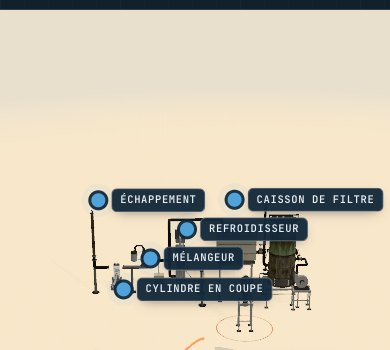 ÉCHAPPEMENT
CAISSON DE FILTRE
REFROIDISSEUR
MÉLANGEUR
CYLINDRE EN COUPE